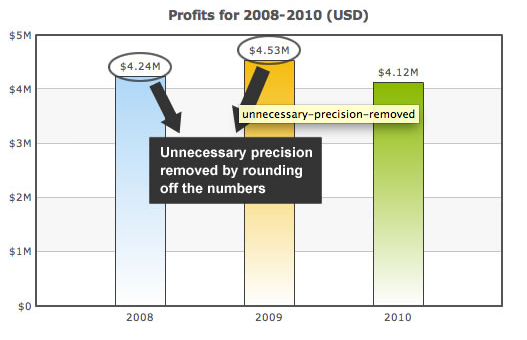 Profits for 2008-2010 (USD)
$5M
$4.53M
$4.24M
$4.12M
$4M
unnecessary-precision-removed
$3M
Unnecessary precision
removed by rounding
off the numbers
$2M
$1M
$0
2008 2009 2010